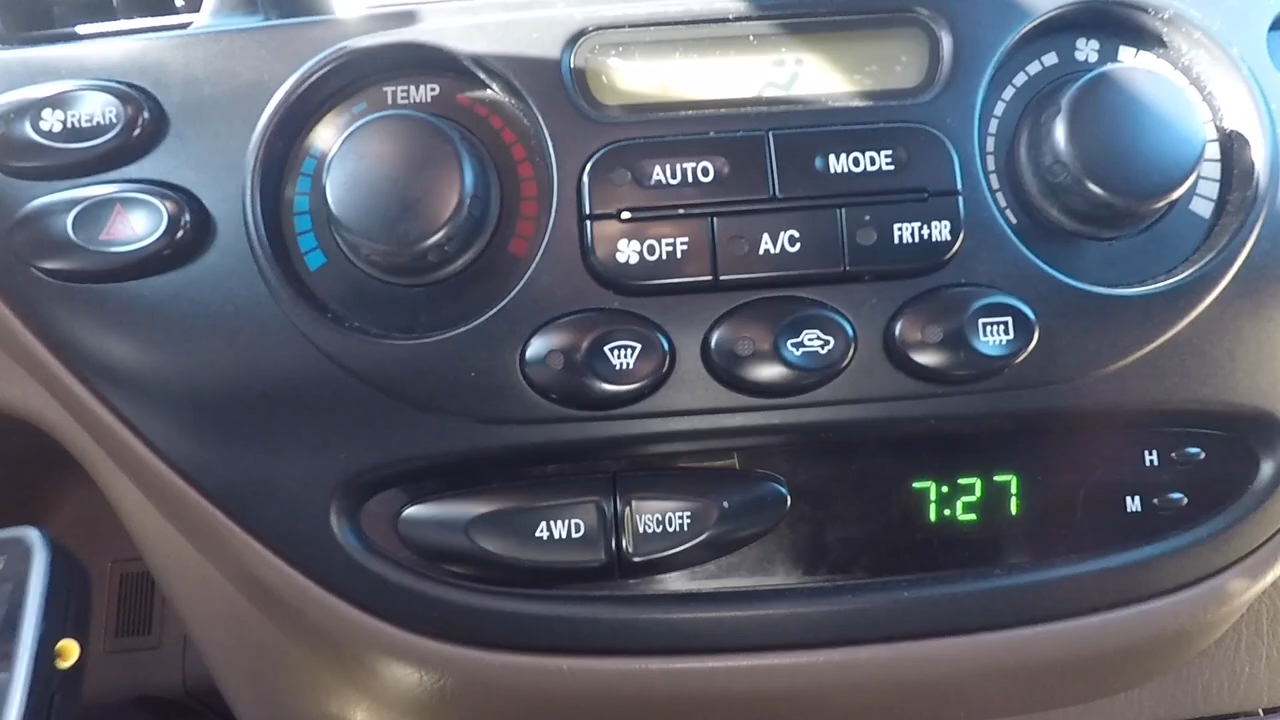 REAR
TEMP
AUTO
MODE
OFF
A/C
FRT+RR
4WD
VSC OFF
7:27
H
M